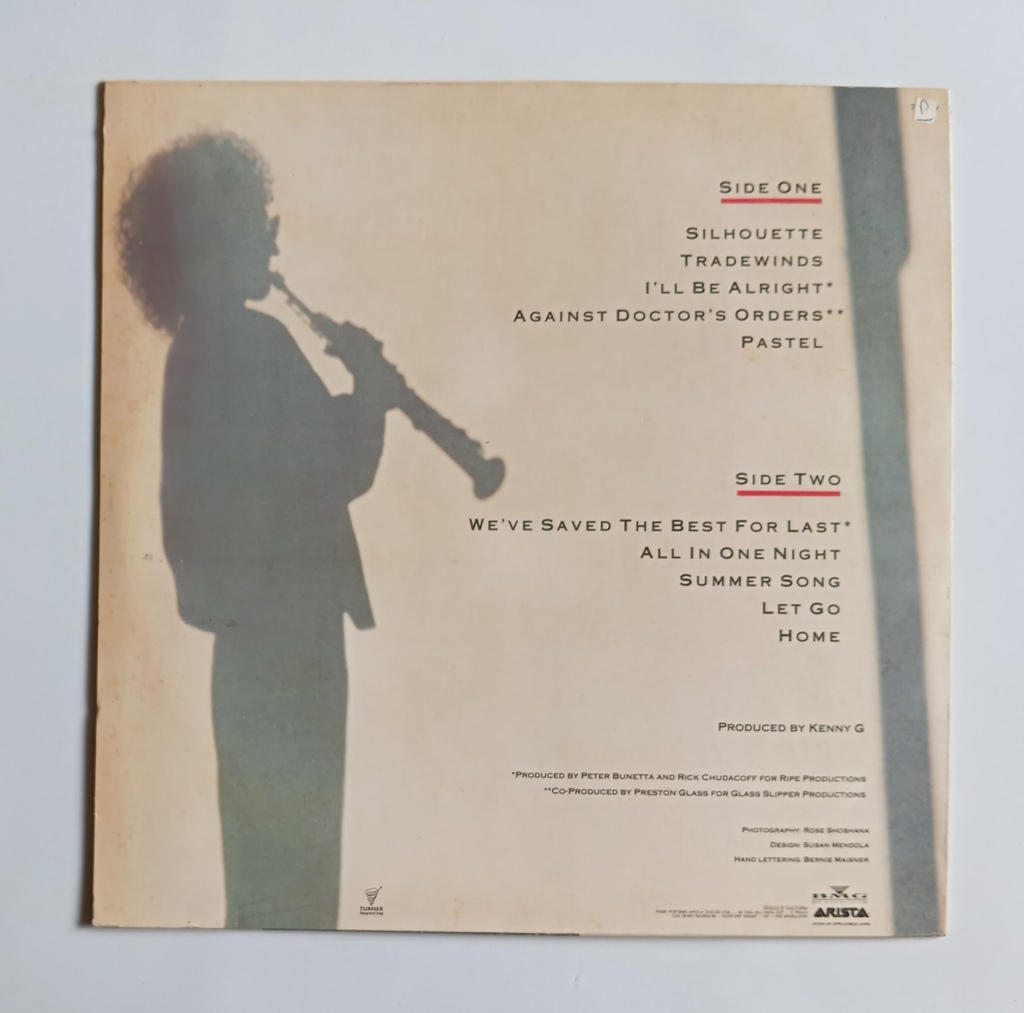 P
SIDE ONE
SILHOUETTE
TRADEWINDS
I'LL BE ALRIGHT*
AGAINST DOCTOR'S ORDERS**
PASTEL
SIDE TWO
WE'VE SAVED THE BEST FOR LAST*
ALL IN ONE NIGHT
SUMMER SONG
LET GO
HOME
PRODUCED BY KENNY G
*PRODUCED BY PETER BUNETTA AND RICK CHUDACOFF FOR RIPE PRODUCTIONS
**CO-PRODUCED BY PRESTON GLASS FOR GLASS SLIPPER PRODUCTIONS
PHOTOGRAPHY: ROSE SHOSHANA
DESIGN: SUSAN MENDOLA
HAND LETTERING: BERNIE MAISNER
TURNER
BMG
ARISTA